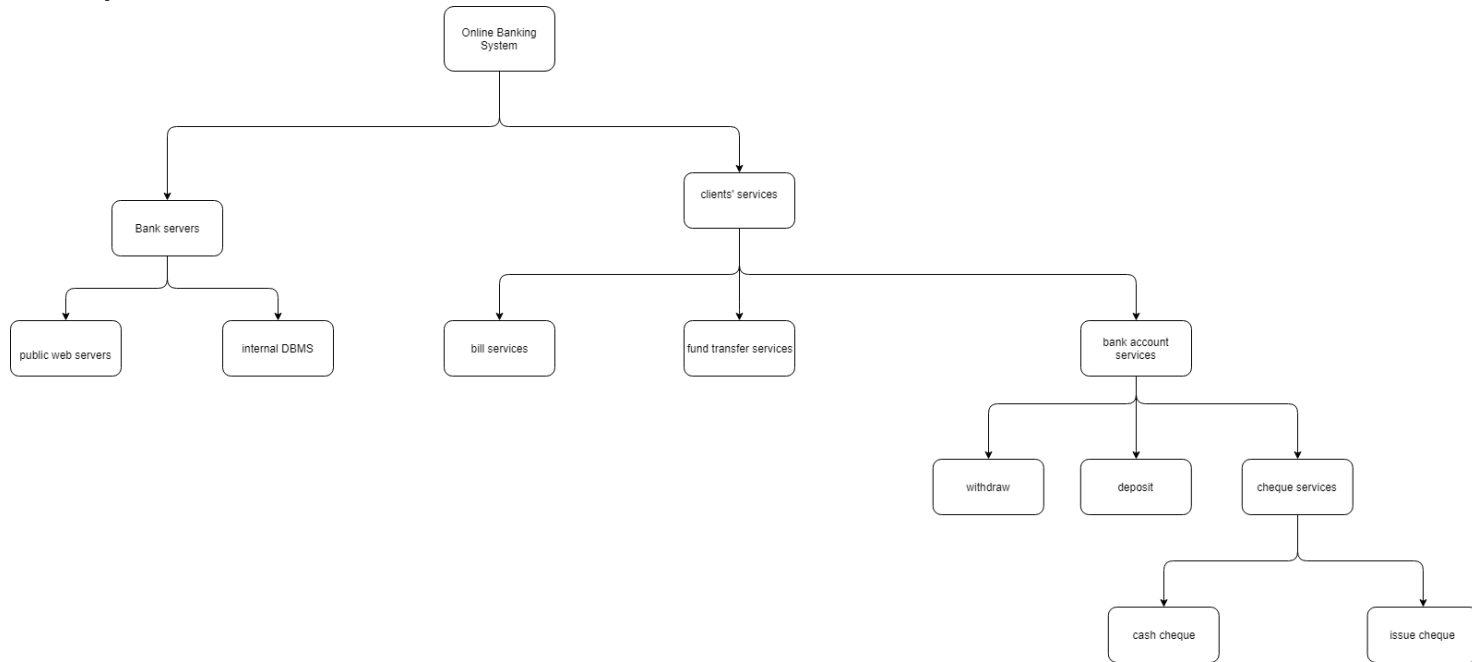 Online Banking
System
clients' services
Bank servers
public web servers
internal DBMS
bill services
fund transfer services
bank account
services
withdraw
deposit
cheque services
cash cheque
issue cheque